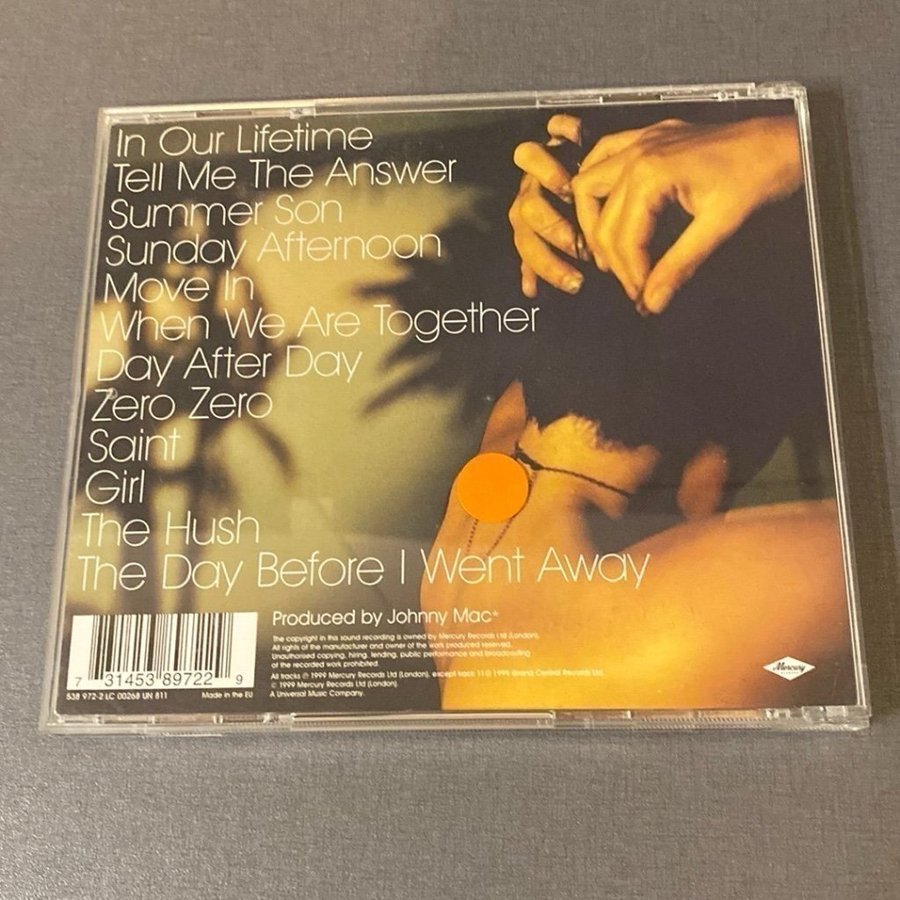 In Our Lifetime
Tell Me The Answer
Summer Son
Sunday Afternoon
Move In
When We Are Together
Day After Day
Zero Zero
Saint
Girl
The Hush
The Day Before I Went Away
Produced by Johnny Mac*
The copyright in this sound recording is owned by Mercury Records Ltd (London).
All rights of the manufacturer and owner of the work produced reserved.
Unauthorised copying, hiring, lending, public performance and broadcasting
of the recorded work prohibited.
All tracks ℗ 1999 Mercury Records Ltd (London), except track 11 ℗ 1999 Grand Central Records Ltd.
© 1999 Mercury Records Ltd (London)
A Universal Music Company.
7 31453 89722 9
538 972-2 LC 00268 UN 811 Made in the EU
Mercury